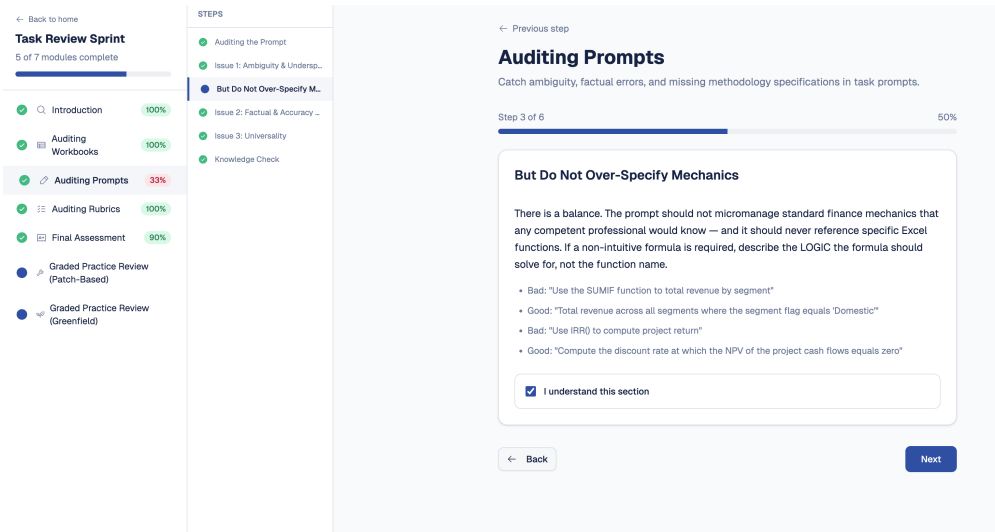 ← Back to home
Task Review Sprint
5 of 7 modules complete
Introduction 100%
Auditing
Workbooks 100%
Auditing Prompts 33%
Auditing Rubrics 100%
Final Assessment 90%
Graded Practice Review
(Patch-Based)
Graded Practice Review
(Greenfield)
STEPS
Auditing the Prompt
Issue 1: Ambiguity & Undersp...
But Do Not Over-Specify M...
Issue 2: Factual & Accuracy ...
Issue 3: Universality
Knowledge Check
← Previous step
Auditing Prompts
Catch ambiguity, factual errors, and missing methodology specifications in task prompts.
Step 3 of 6 50%
But Do Not Over-Specify Mechanics
There is a balance. The prompt should not micromanage standard finance mechanics that
any competent professional would know — and it should never reference specific Excel
functions. If a non-intuitive formula is required, describe the LOGIC the formula should
solve for, not the function name.
• Bad: "Use the SUMIF function to total revenue by segment"
• Good: "Total revenue across all segments where the segment flag equals 'Domestic'"
• Bad: "Use IRR() to compute project return"
• Good: "Compute the discount rate at which the NPV of the project cash flows equals zero"
I understand this section
← Back
Next